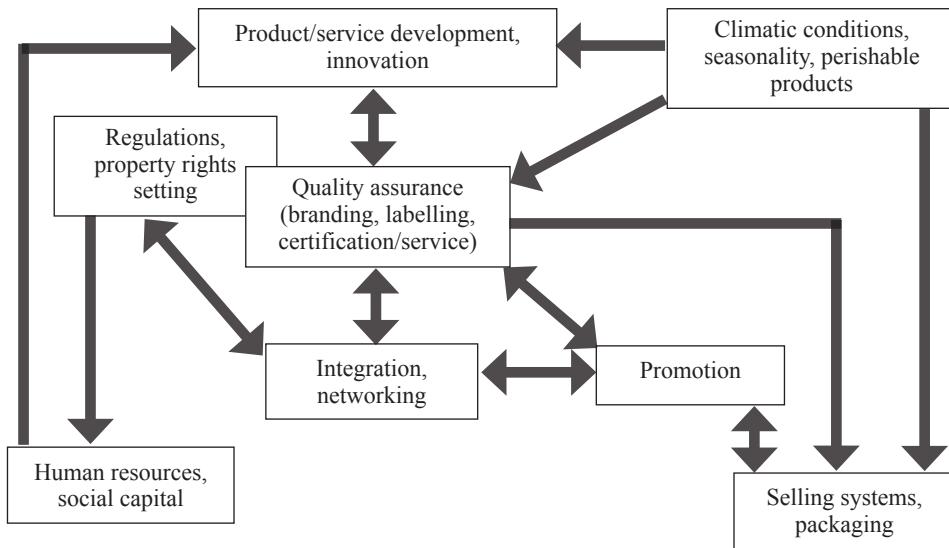 Product/service development,
innovation
Climatic conditions,
seasonality, perishable
products
Regulations,
property rights
setting
Quality assurance
(branding, labelling,
certification/service)
Integration,
networking
Promotion
Human resources,
social capital
Selling systems,
packaging